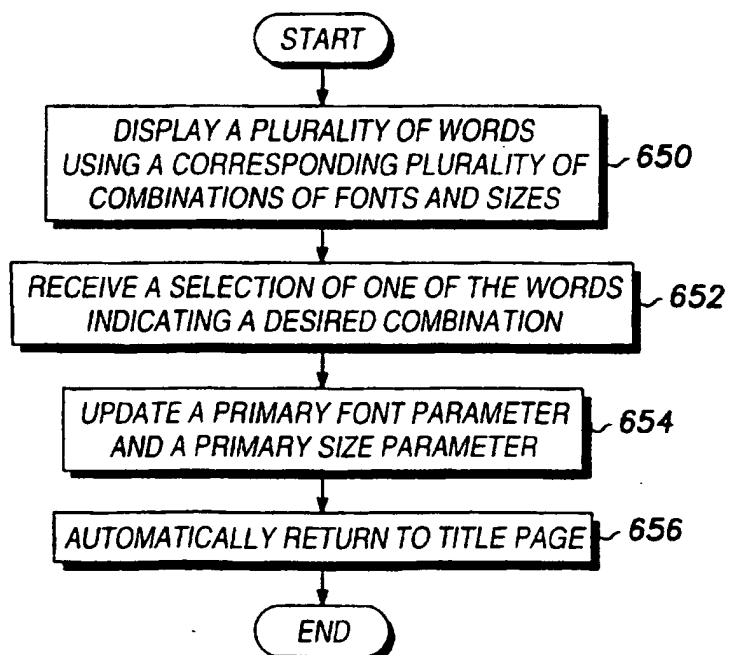 START
DISPLAY A PLURALITY OF WORDS
USING A CORRESPONDING PLURALITY OF
COMBINATIONS OF FONTS AND SIZES
650
RECEIVE A SELECTION OF ONE OF THE WORDS
INDICATING A DESIRED COMBINATION
652
UPDATE A PRIMARY FONT PARAMETER
AND A PRIMARY SIZE PARAMETER
654
AUTOMATICALLY RETURN TO TITLE PAGE
656
END